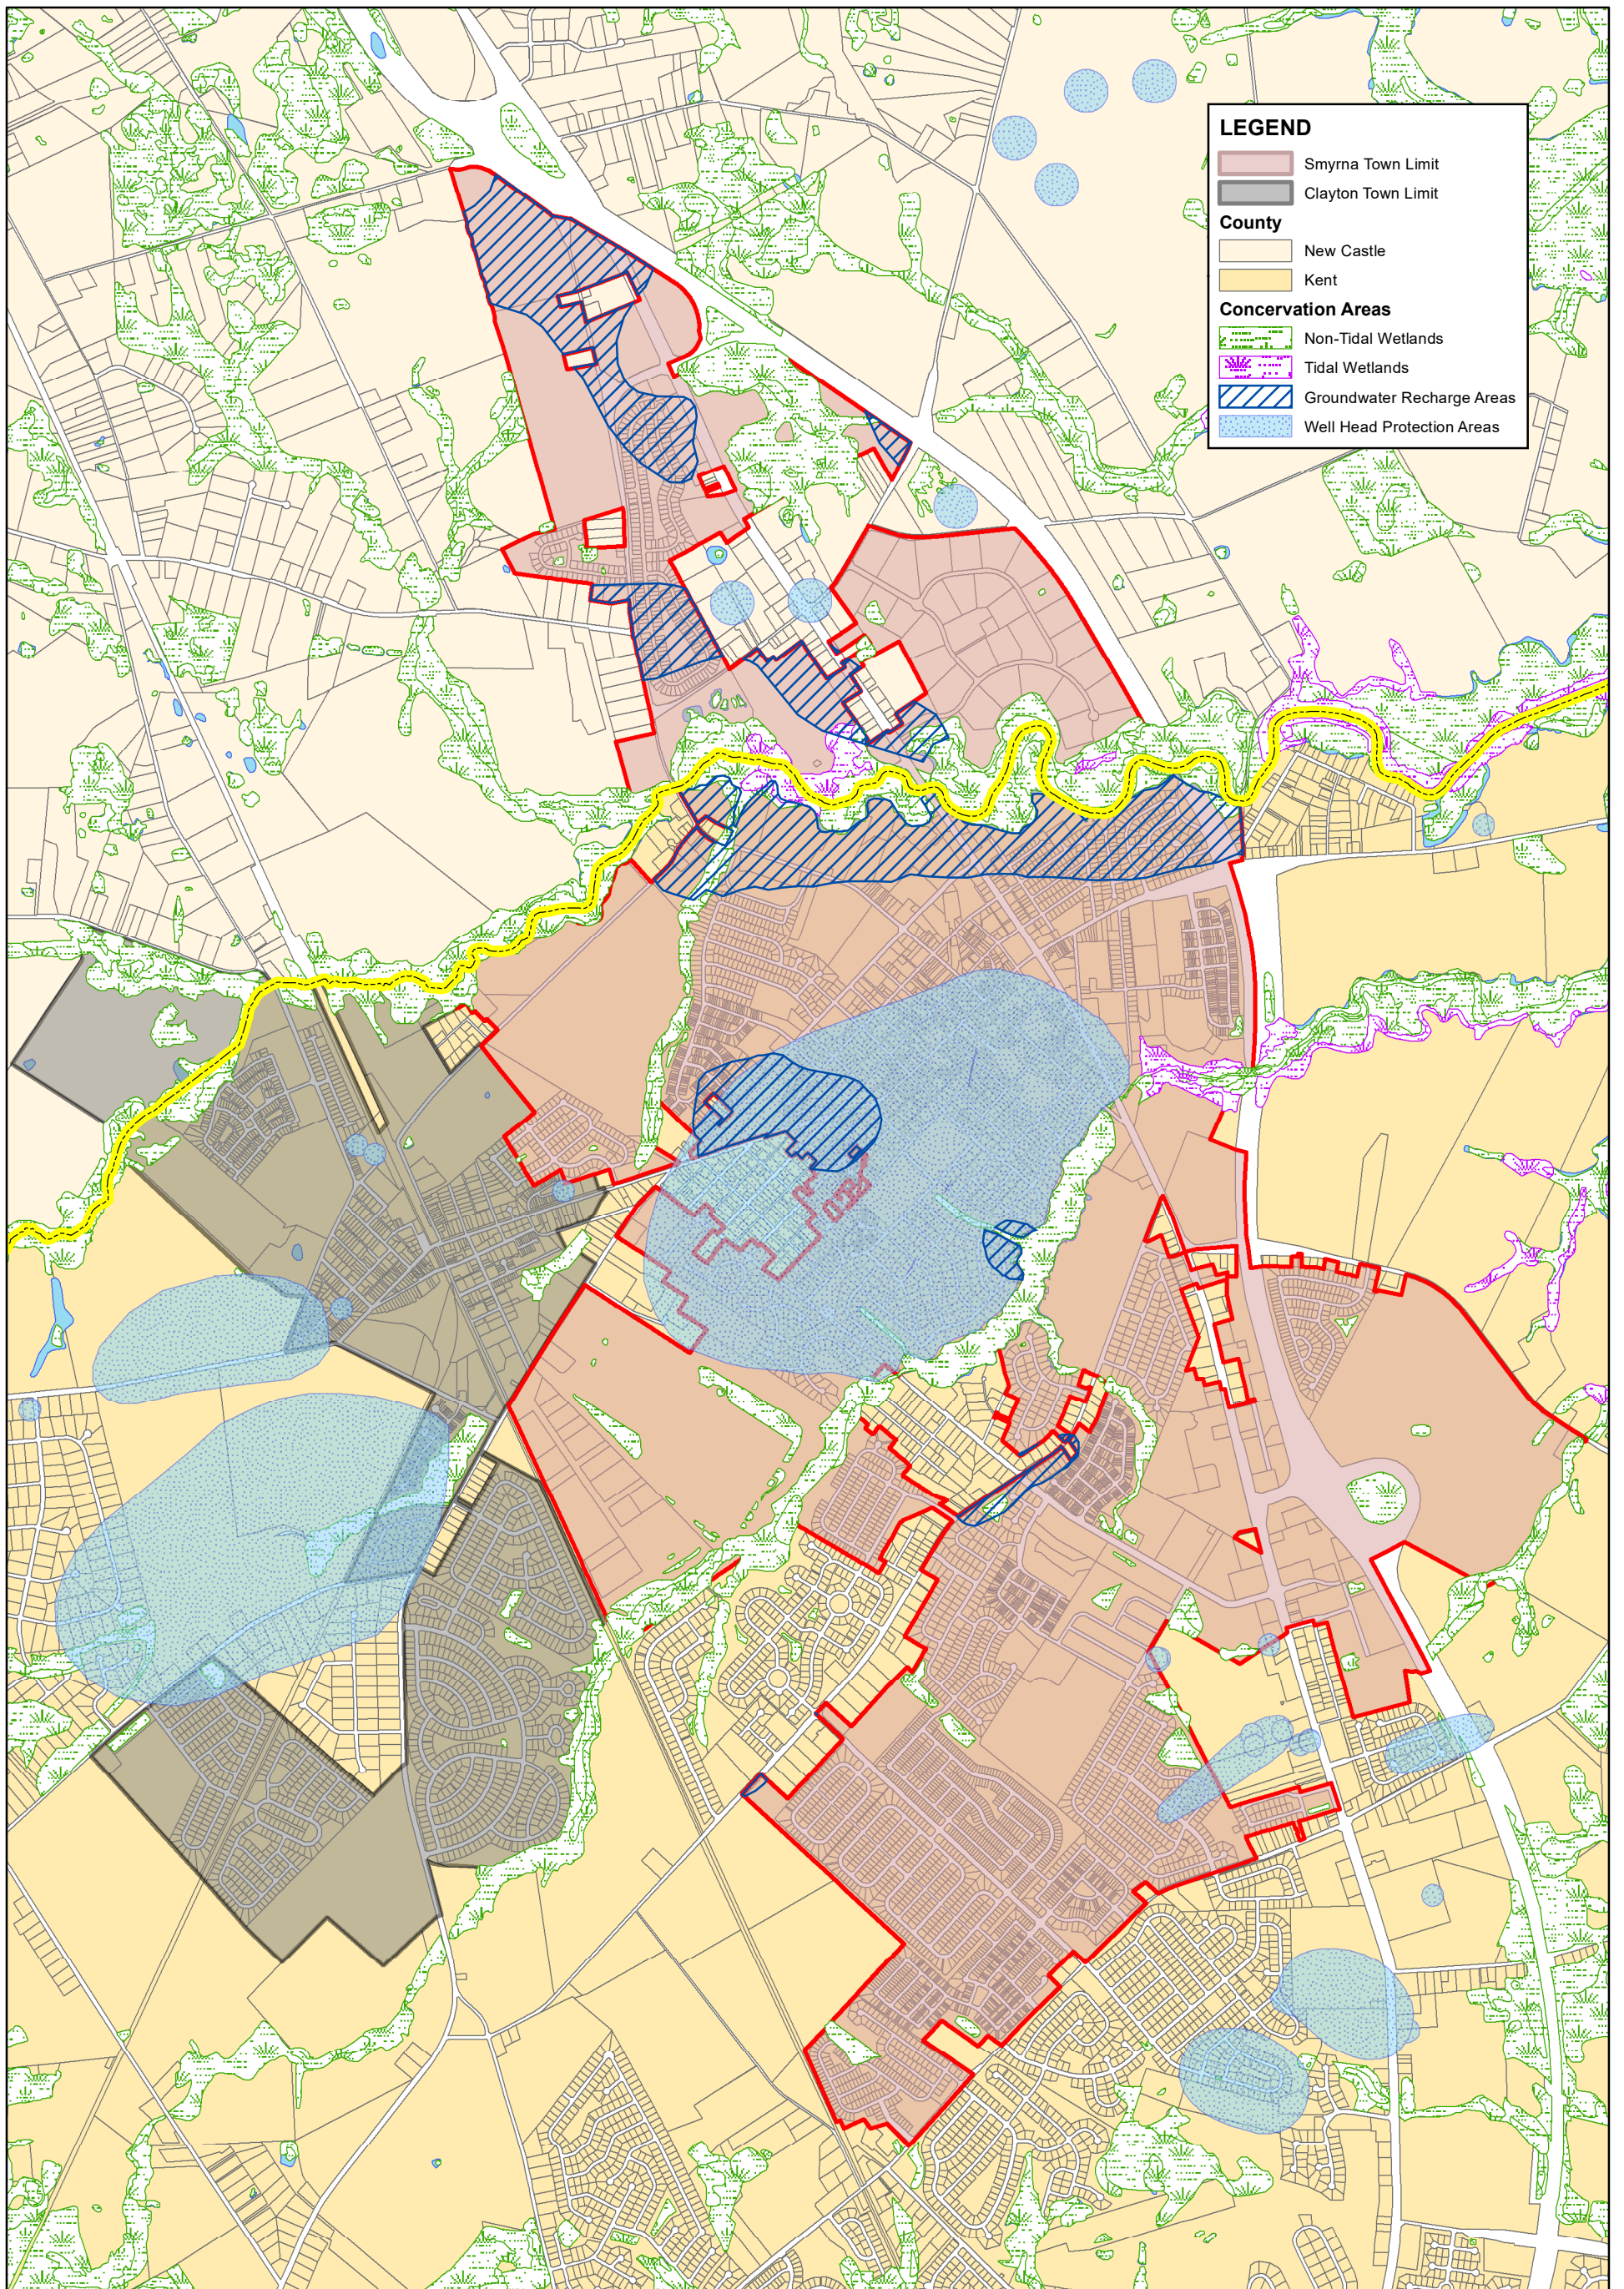 LEGEND
Smyrna Town Limit
Clayton Town Limit
County
New Castle
Kent
Concervation Areas
Non-Tidal Wetlands
Tidal Wetlands
Groundwater Recharge Areas
Well Head Protection Areas